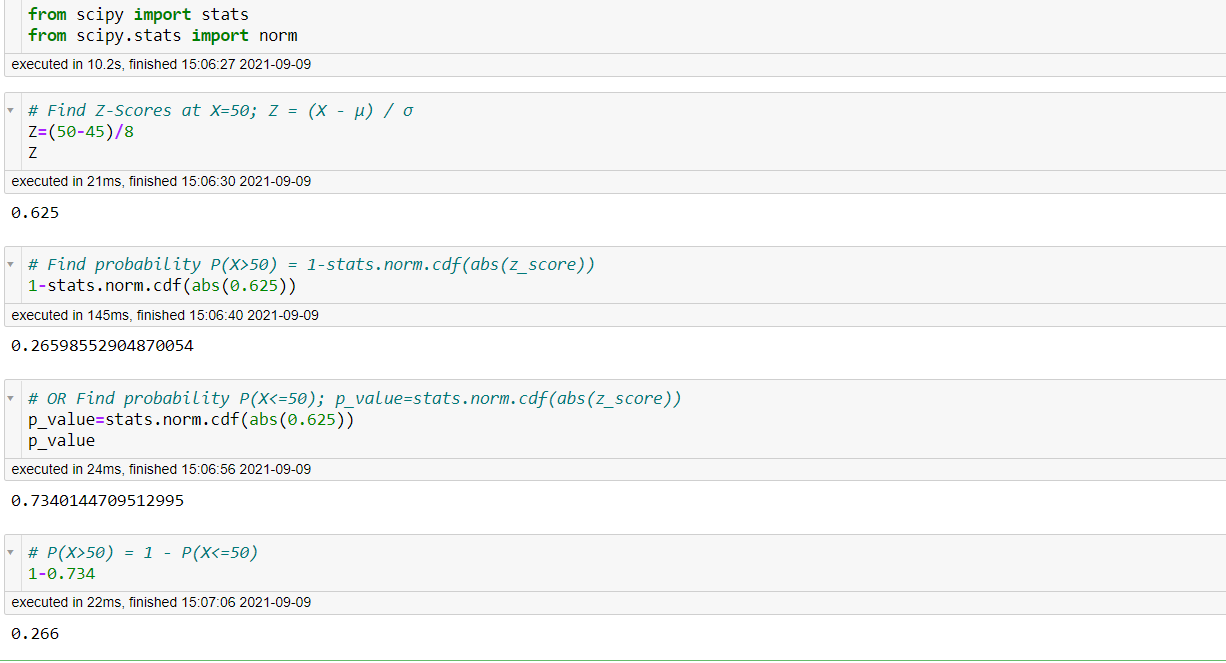 from scipy import stats
from scipy.stats import norm
executed in 10.2s, finished 15:06:27 2021-09-09
# Find Z-Scores at X=50; Z = (X - μ) / σ
Z=(50-45)/8
Z
executed in 21ms, finished 15:06:30 2021-09-09
0.625
# Find probability P(X>50) = 1-stats.norm.cdf(abs(z_score))
1-stats.norm.cdf(abs(0.625))
executed in 145ms, finished 15:06:40 2021-09-09
0.26598552904870054
# OR Find probability P(X<=50); p_value=stats.norm.cdf(abs(z_score))
p_value=stats.norm.cdf(abs(0.625))
p_value
executed in 24ms, finished 15:06:56 2021-09-09
0.7340144709512995
# P(X>50) = 1 - P(X<=50)
1-0.734
executed in 22ms, finished 15:07:06 2021-09-09
0.266